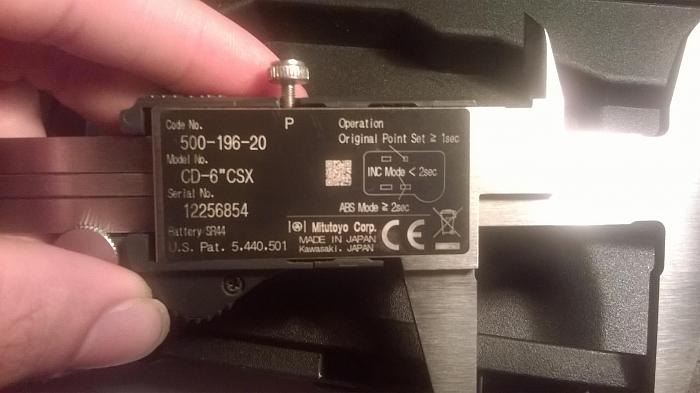 P
Code No.
500-196-20
Model No.
CD-6"CSX
Serial No.
12256854
Battery SR44
U.S. Pat. 5.440.501
Operation
Original Point Set ≧ 1sec
INC Mode < 2sec
ABS Mode ≧ 2sec
Mitutoyo Corp.
MADE IN JAPAN
Kawasaki. JAPAN
CE